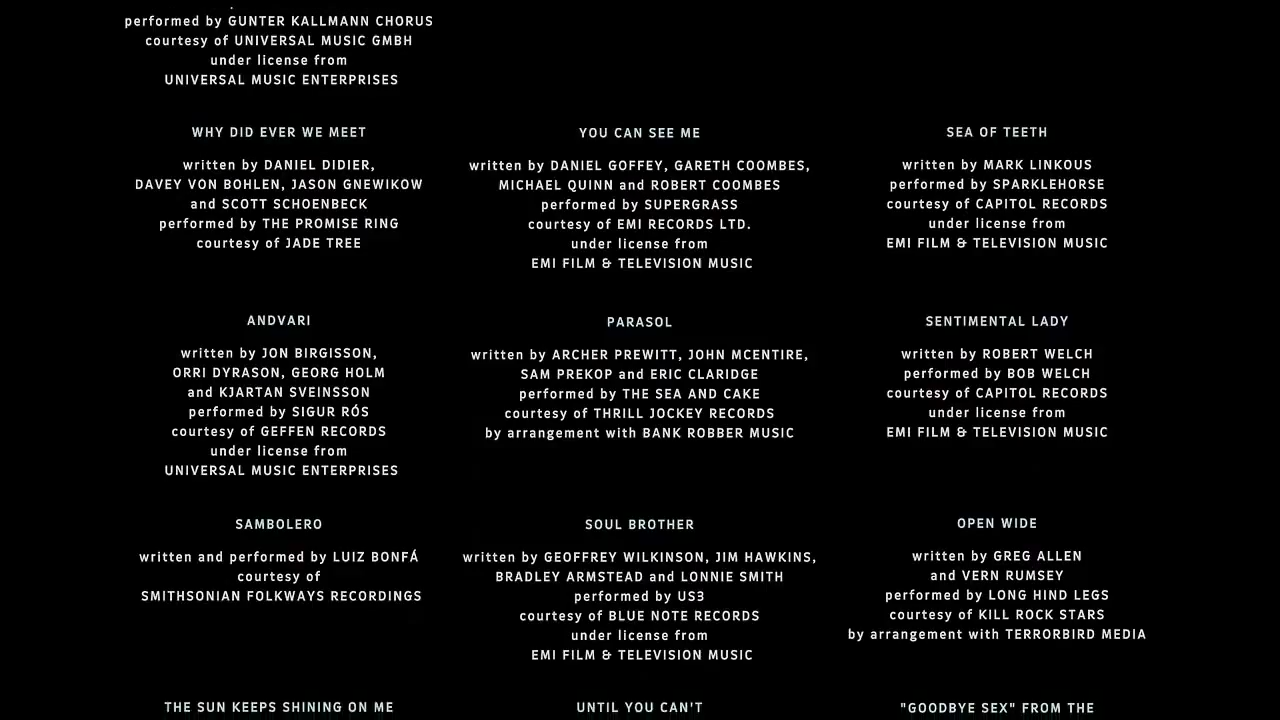 performed by GUNTER KALLMANN CHORUS
courtesy of UNIVERSAL MUSIC GMBH
under license from
UNIVERSAL MUSIC ENTERPRISES
WHY DID EVER WE MEET
written by DANIEL DIDIER,
DAVEY VON BOHLEN, JASON GNEWIKOW
and SCOTT SCHOENBECK
performed by THE PROMISE RING
courtesy of JADE TREE
YOU CAN SEE ME
written by DANIEL GOFFEY, GARETH COOMBES,
MICHAEL QUINN and ROBERT COOMBES
performed by SUPERGRASS
courtesy of EMI RECORDS LTD.
under license from
EMI FILM & TELEVISION MUSIC
SEA OF TEETH
written by MARK LINKOUS
performed by SPARKLEHORSE
courtesy of CAPITOL RECORDS
under license from
EMI FILM & TELEVISION MUSIC
ANDVARI
written by JON BIRGISSON,
ORRI DYRASON, GEORG HOLM
and KJARTAN SVEINSSON
performed by SIGUR RÓS
courtesy of GEFFEN RECORDS
under license from
UNIVERSAL MUSIC ENTERPRISES
PARASOL
written by ARCHER PREWITT, JOHN MCENTIRE,
SAM PREKOP and ERIC CLARIDGE
performed by THE SEA AND CAKE
courtesy of THRILL JOCKEY RECORDS
by arrangement with BANK ROBBER MUSIC
SENTIMENTAL LADY
written by ROBERT WELCH
performed by BOB WELCH
courtesy of CAPITOL RECORDS
under license from
EMI FILM & TELEVISION MUSIC
SAMBOLERO
written and performed by LUIZ BONFÁ
courtesy of
SMITHSONIAN FOLKWAYS RECORDINGS
SOUL BROTHER
written by GEOFFREY WILKINSON, JIM HAWKINS,
BRADLEY ARMSTEAD and LONNIE SMITH
performed by US3
courtesy of BLUE NOTE RECORDS
under license from
EMI FILM & TELEVISION MUSIC
OPEN WIDE
written by GREG ALLEN
and VERN RUMSEY
performed by LONG HIND LEGS
courtesy of KILL ROCK STARS
by arrangement with TERRORBIRD MEDIA
THE SUN KEEPS SHINING ON ME
UNTIL YOU CAN'T
"GOODBYE SEX" FROM THE